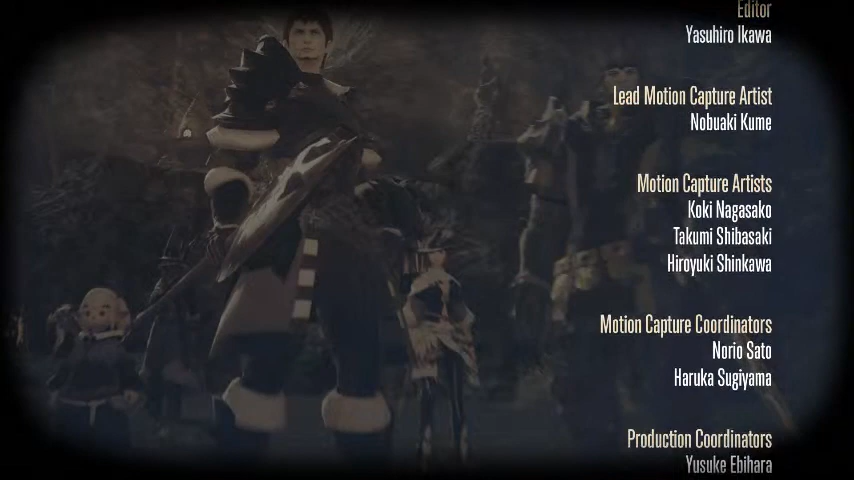 Editor
Yasuhiro Ikawa
Lead Motion Capture Artist
Nobuaki Kume
Motion Capture Artists
Koki Nagasako
Takumi Shibasaki
Hiroyuki Shinkawa
Motion Capture Coordinators
Norio Sato
Haruka Sugiyama
Production Coordinators
Yusuke Ebihara